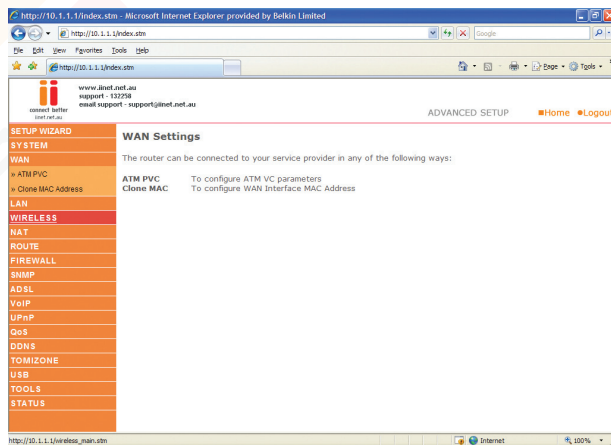 http://10.1.1.1/index.stm - Microsoft Internet Explorer provided by Belkin Limited
http://10.1.1.1/index.stm
Google
File Edit View Favorites Tools Help
http://10.1.1.1/index.stm
Page Tools
www.iinet.net.au
support - 132258
email support - support@iinet.net.au
connect better
iinet.net.au
ADVANCED SETUP Home Logout
SETUP WIZARD
SYSTEM
WAN
» ATM PVC
» Clone MAC Address
LAN
WIRELESS
NAT
ROUTE
FIREWALL
SNMP
ADSL
VoIP
UPnP
QoS
DDNS
TOMIZONE
USB
TOOLS
STATUS
WAN Settings
The router can be connected to your service provider in any of the following ways:
ATM PVC To configure ATM VC parameters
Clone MAC To configure WAN Interface MAC Address
http://10.1.1.1/wireless_main.stm
Internet
100%